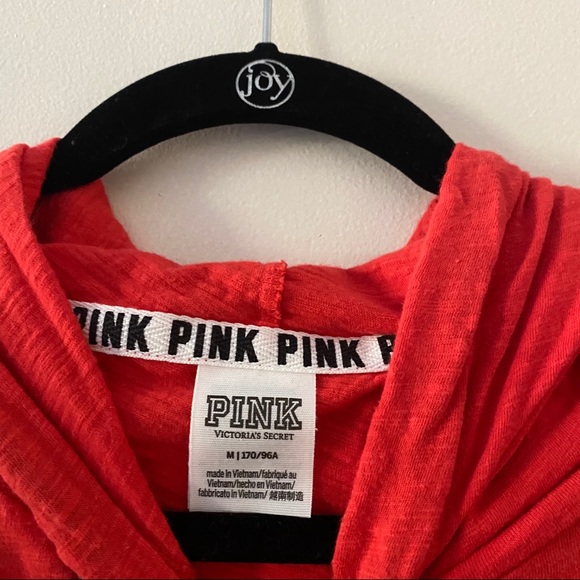 joy
PINK PINK PINK
PINK
VICTORIA'S SECRET
M | 170/96A
made in Vietnam/fabriqué au
Vietnam/hecho en Vietnam/
fabbricato in Vietnam/ 越南制造